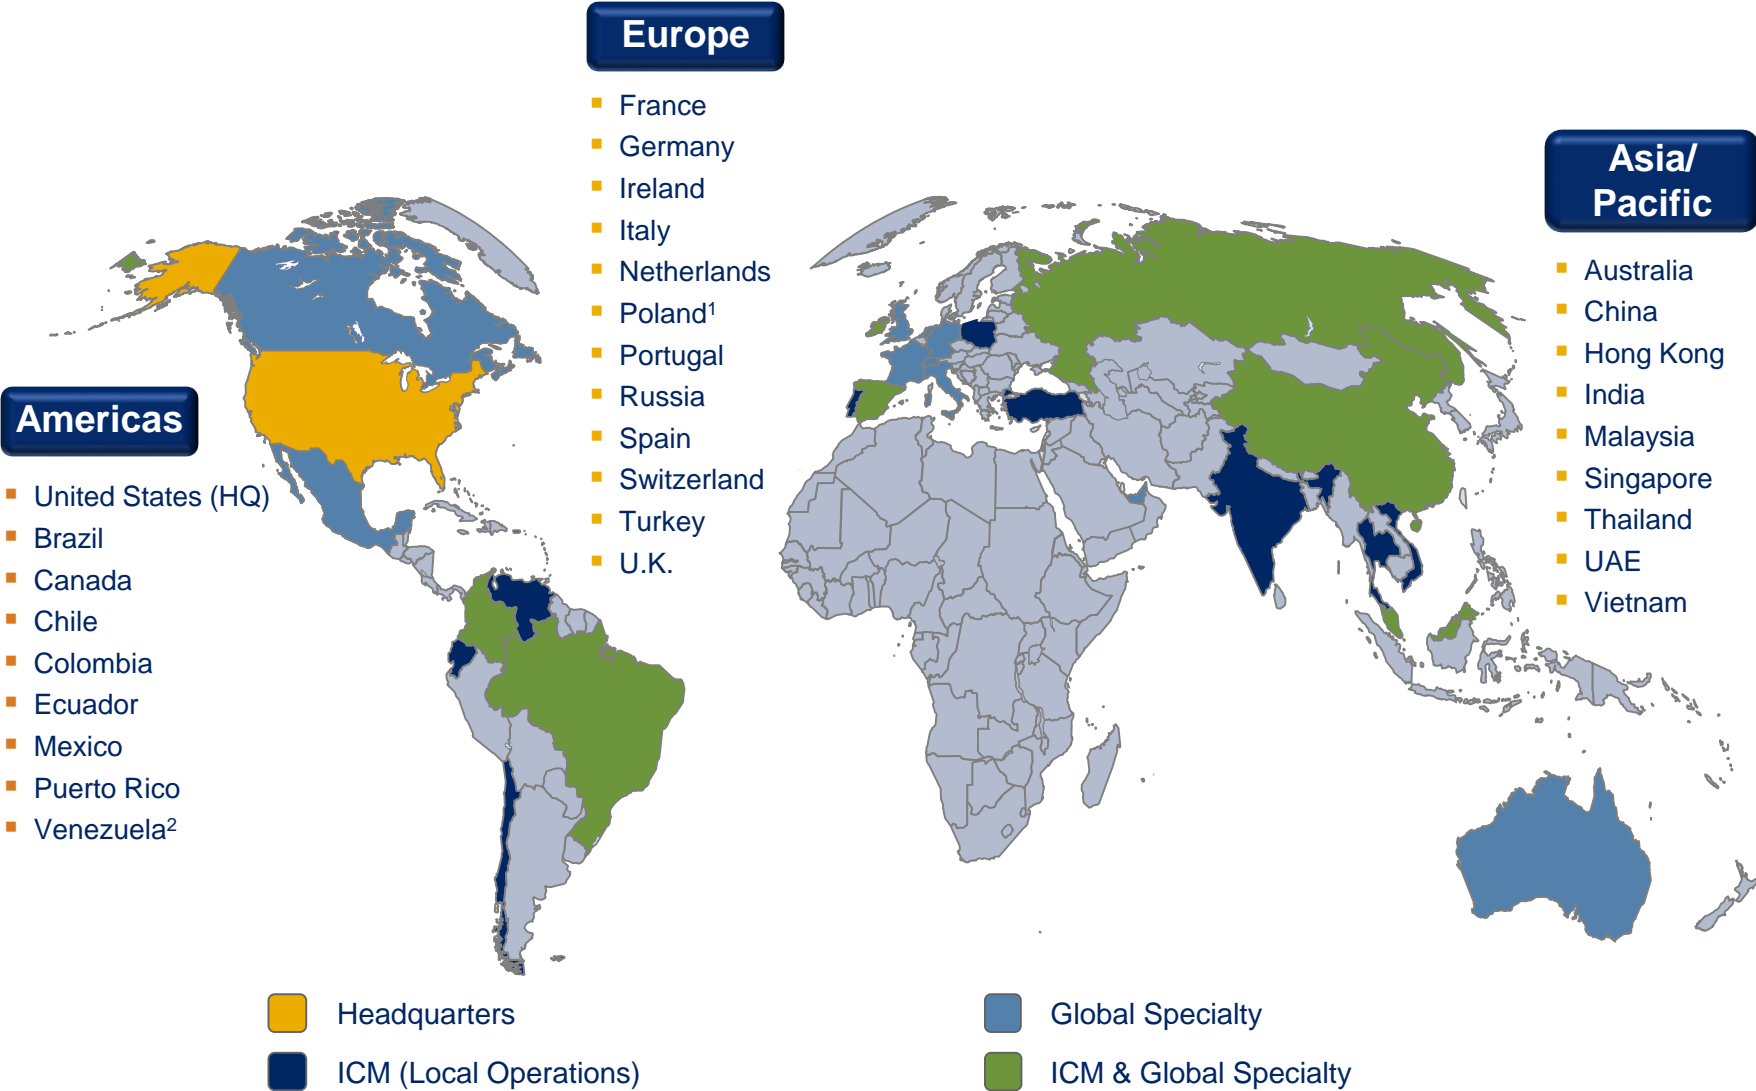 Europe
France
Germany
Ireland
Italy
Netherlands
Poland¹
Portugal
Russia
Spain
Switzerland
Turkey
U.K.
Asia/
Pacific
Australia
China
Hong Kong
India
Malaysia
Singapore
Thailand
UAE
Vietnam
Americas
United States (HQ)
Brazil
Canada
Chile
Colombia
Ecuador
Mexico
Puerto Rico
Venezuela²
Headquarters
ICM (Local Operations)
Global Specialty
ICM & Global Specialty